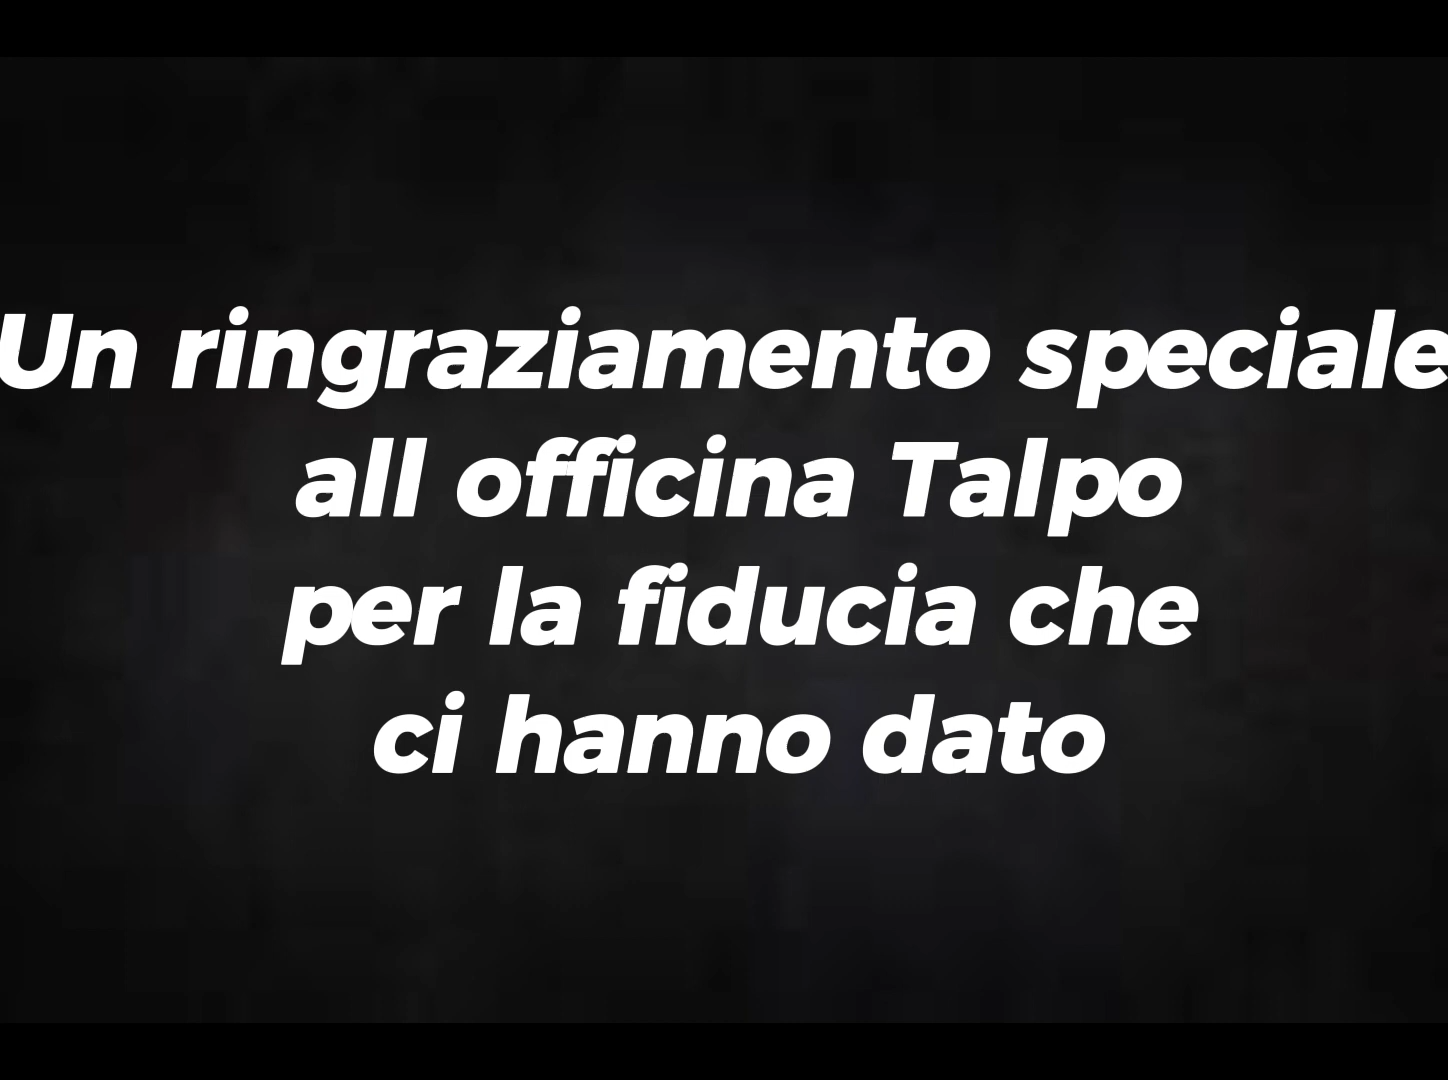 Un ringraziamento speciale
all officina Talpo
per la fiducia che
ci hanno dato